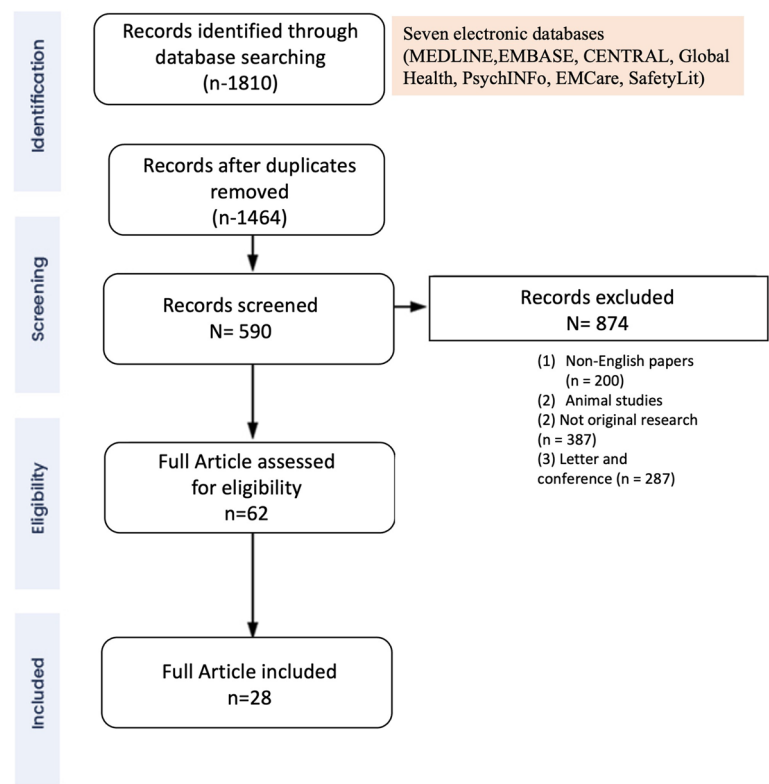 Identification
Records identified through
database searching
(n-1810)
Seven electronic databases
(MEDLINE,EMBASE, CENTRAL, Global
Health, PsychINFo, EMCare, SafetyLit)
Records after duplicates
removed
(n-1464)
Screening
Records screened
N= 590
Records excluded
N= 874
(1) Non-English papers
(n = 200)
(2) Animal studies
(2) Not original research
(n = 387)
(3) Letter and
conference (n = 287)
Eligibility
Full Article assessed
for eligibility
n=62
Included
Full Article included
n=28